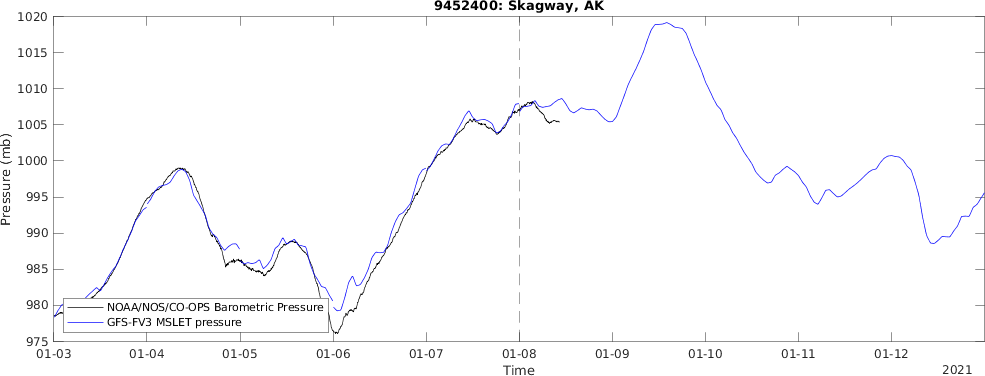 9452400: Skagway, AK
Pressure (mb)
1020
1015
1010
1005
1000
995
990
985
980
975
NOAA/NOS/CO-OPS Barometric Pressure
GFS-FV3 MSLET pressure
01-03 01-04 01-05 01-06 01-07 01-08 01-09 01-10 01-11 01-12
Time
2021